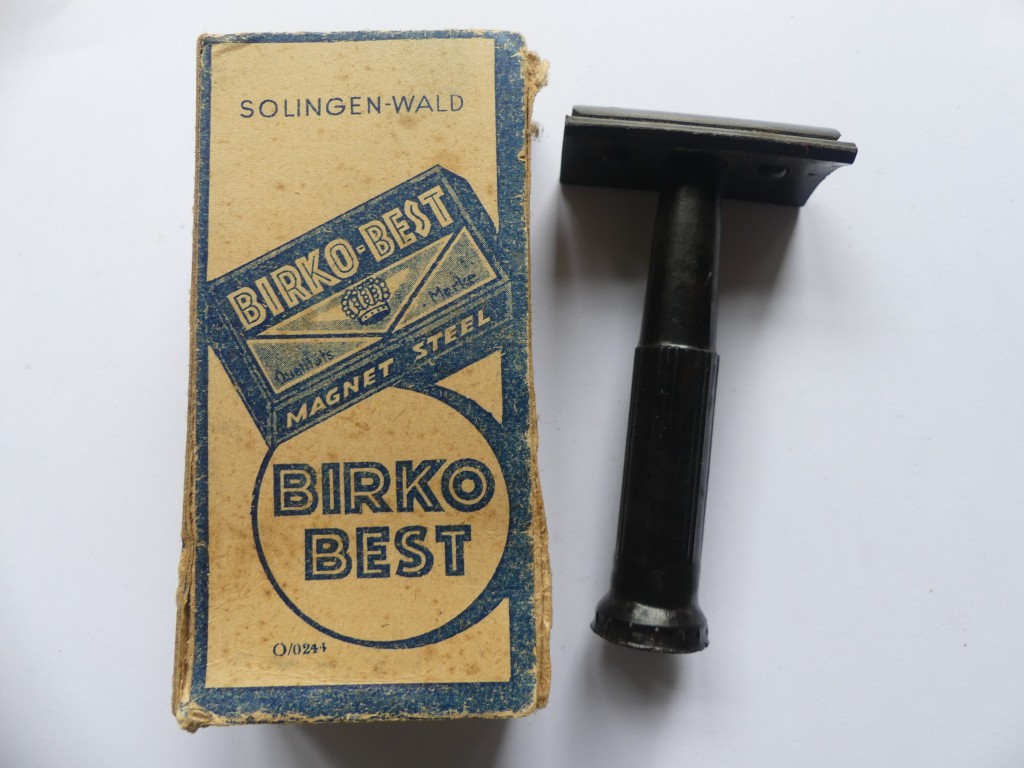 SOLINGEN-WALD
BIRKO-BEST
Qualitäts
Marke
MAGNET STEEL
BIRKO
BEST
O/0244